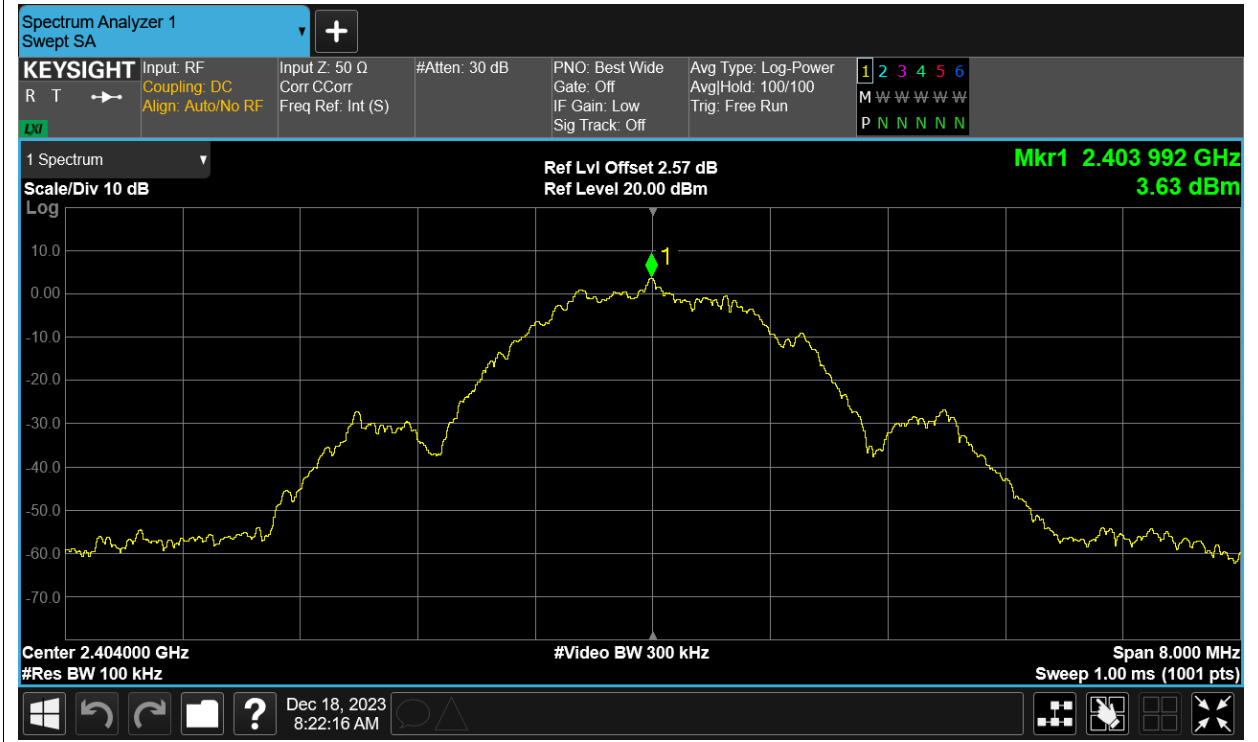 Spectrum Analyzer 1
Swept SA
KEYSIGHT
R T
LXI
Input: RF
Coupling: DC
Align: Auto/No RF
Input Z: 50 Ω
Corr CCorr
Freq Ref: Int (S)
#Atten: 30 dB
PNO: Best Wide
Gate: Off
IF Gain: Low
Sig Track: Off
Avg Type: Log-Power
Avg|Hold: 100/100
Trig: Free Run
1 2 3 4 5 6
M W W W W W
P N N N N N
1 Spectrum
Scale/Div 10 dB
Log
Ref Lvl Offset 2.57 dB
Ref Level 20.00 dBm
Mkr1 2.403 992 GHz
3.63 dBm
1
10.0
0.00
-10.0
-20.0
-30.0
-40.0
-50.0
-60.0
-70.0
Center 2.404000 GHz
#Res BW 100 kHz
#Video BW 300 kHz
Span 8.000 MHz
Sweep 1.00 ms (1001 pts)
?
Dec 18, 2023
8:22:16 AM